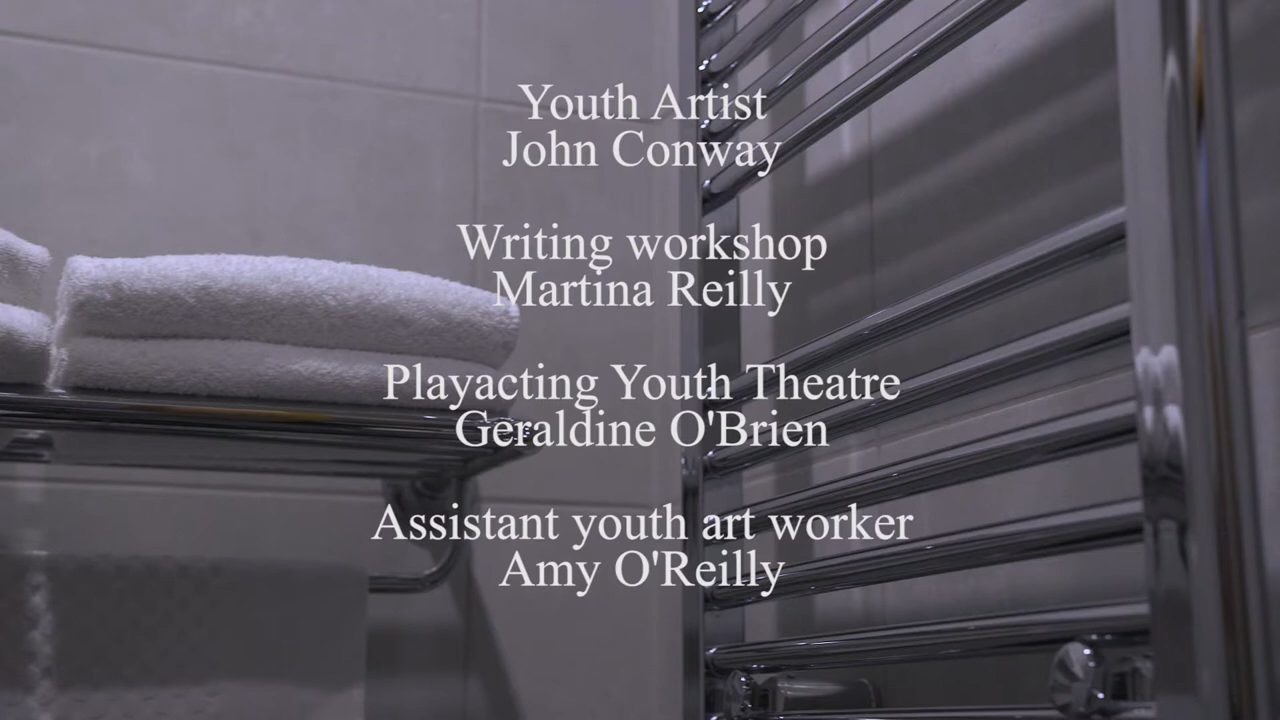 Youth Artist
John Conway
Writing workshop
Martina Reilly
Playacting Youth Theatre
Geraldine O'Brien
Assistant youth art worker
Amy O'Reilly